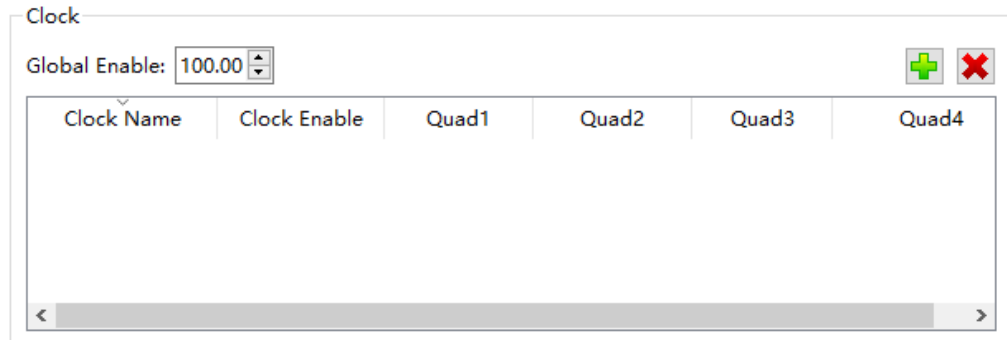 Clock
Global Enable: 100.00
Clock Name Clock Enable Quad1 Quad2 Quad3 Quad4